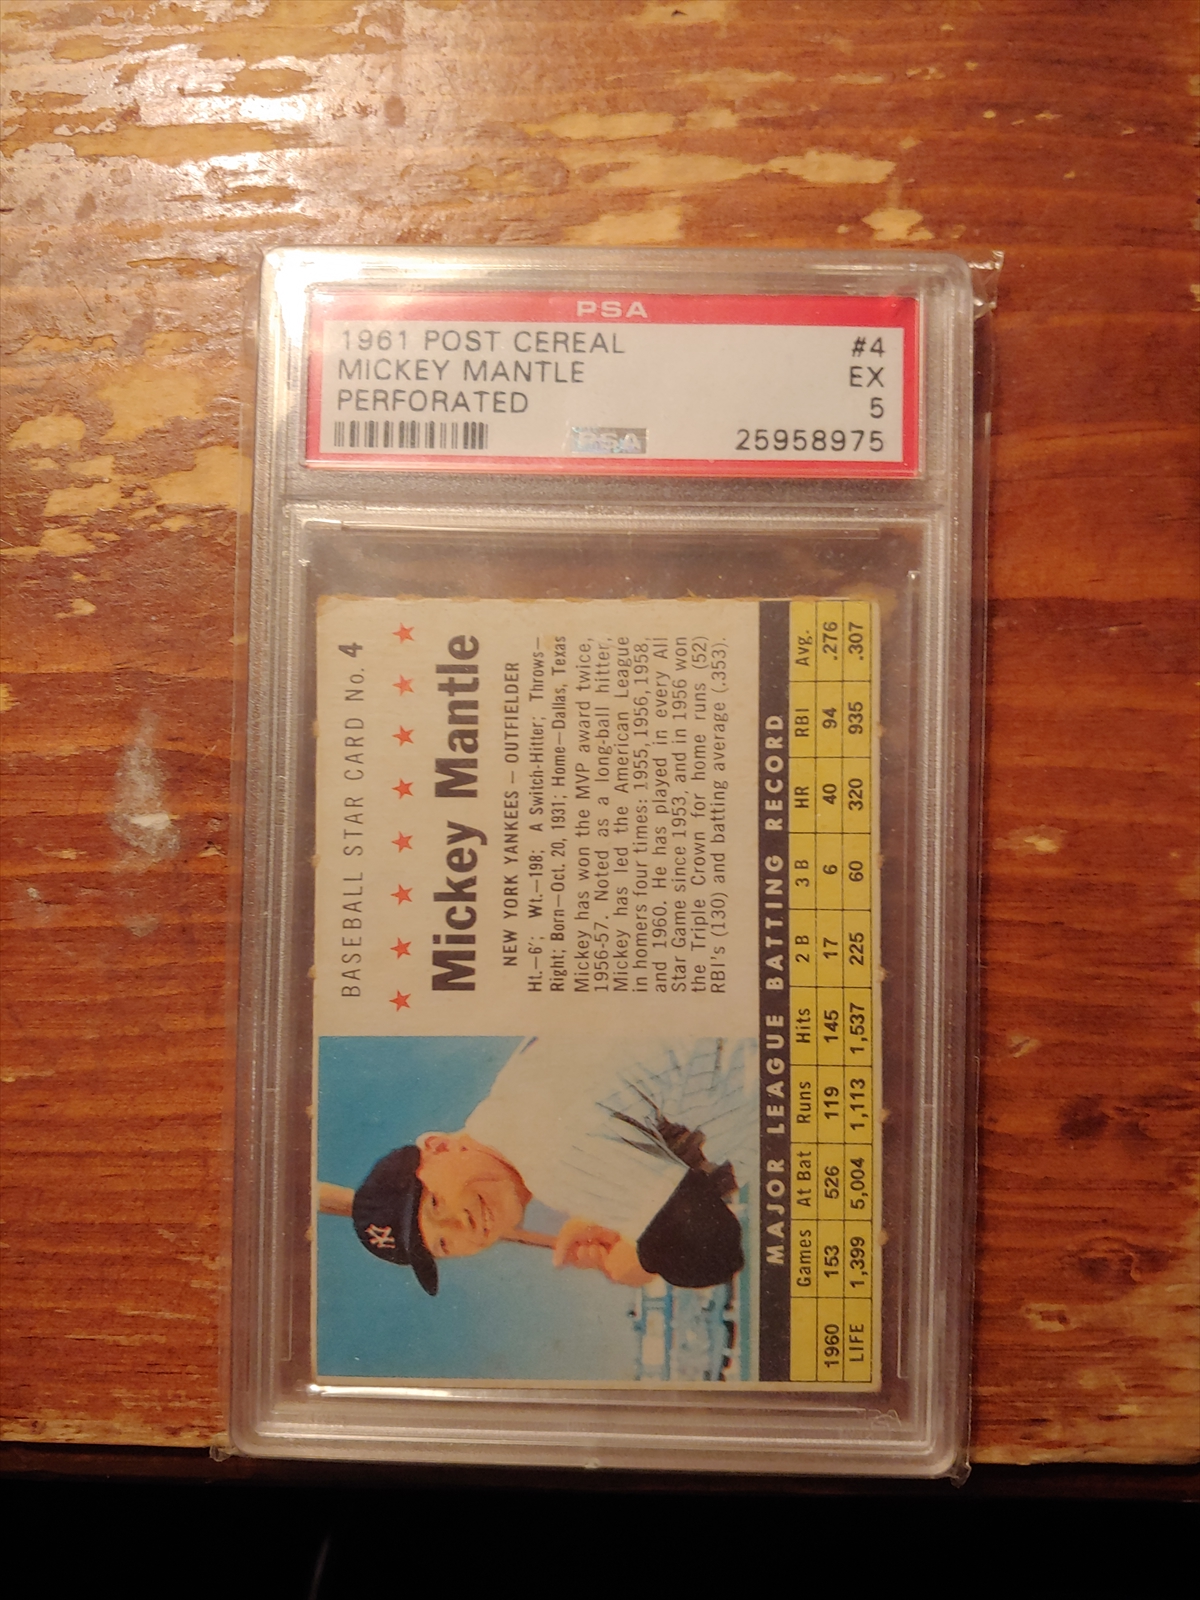 PSA
1961 POST CEREAL #4
MICKEY MANTLE EX
PERFORATED 5
PSA 25958975
BASEBALL STAR CARD No. 4
Mickey Mantle
NEW YORK YANKEES — OUTFIELDER
Ht.—6'; Wt.—198; A Switch-Hitter; Throws—
Right; Born—Oct. 20, 1931; Home—Dallas, Texas
Mickey has won the MVP award twice,
1956-57. Noted as a long-ball hitter,
Mickey has led the American League
in homers four times: 1955, 1956, 1958,
and 1960. He has played in every All
Star Game since 1953, and in 1956 won
the Triple Crown for home runs (52)
RBI's (130) and batting average (.353).
NY
MAJOR LEAGUE BATTING RECORD
Games At Bat Runs Hits 2 B 3 B HR RBI Avg.
1960 153 526 119 145 17 6 40 94 .276
LIFE 1,399 5,004 1,113 1,537 225 60 320 935 .307